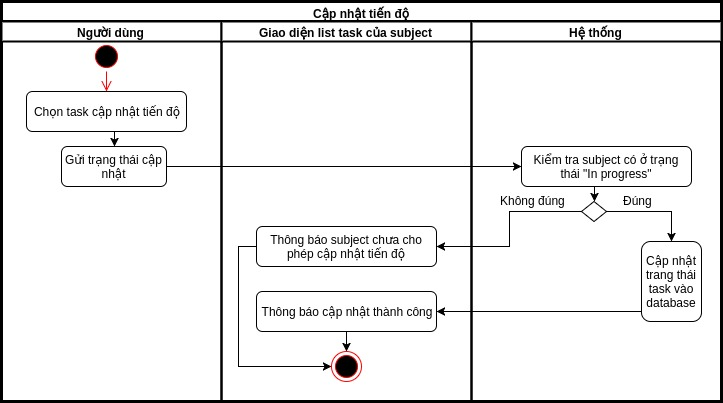 Cập nhật tiến độ
Người dùng
Giao diện list task của subject
Hệ thống
Chọn task cập nhật tiến độ
Gửi trạng thái cập
nhật
Kiểm tra subject có ở trạng
thái "In progress"
Không đúng
Đúng
Thông báo subject chưa cho
phép cập nhật tiến độ
Cập nhật
trang thái
task vào
database
Thông báo cập nhật thành công